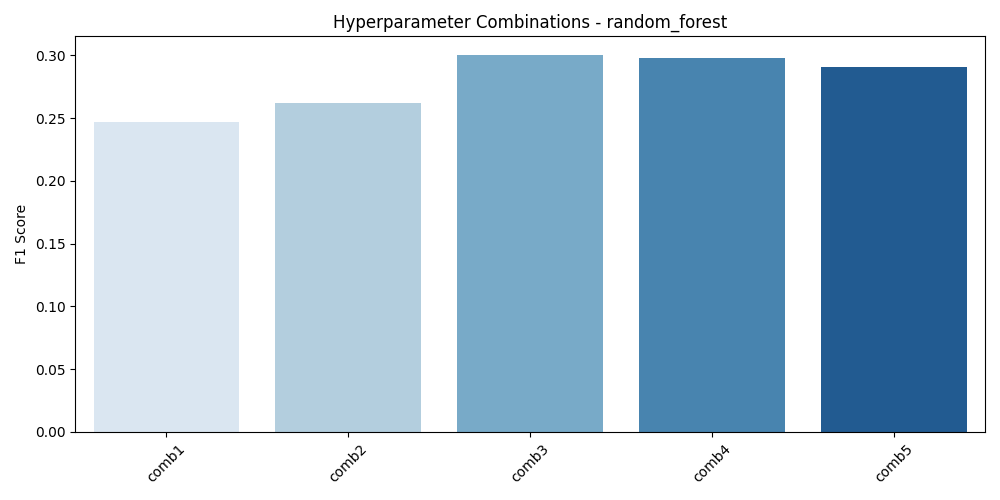 Hyperparameter Combinations - random_forest
F1 Score
0.30
0.25
0.20
0.15
0.10
0.05
0.00
comb1
comb2
comb3
comb4
comb5